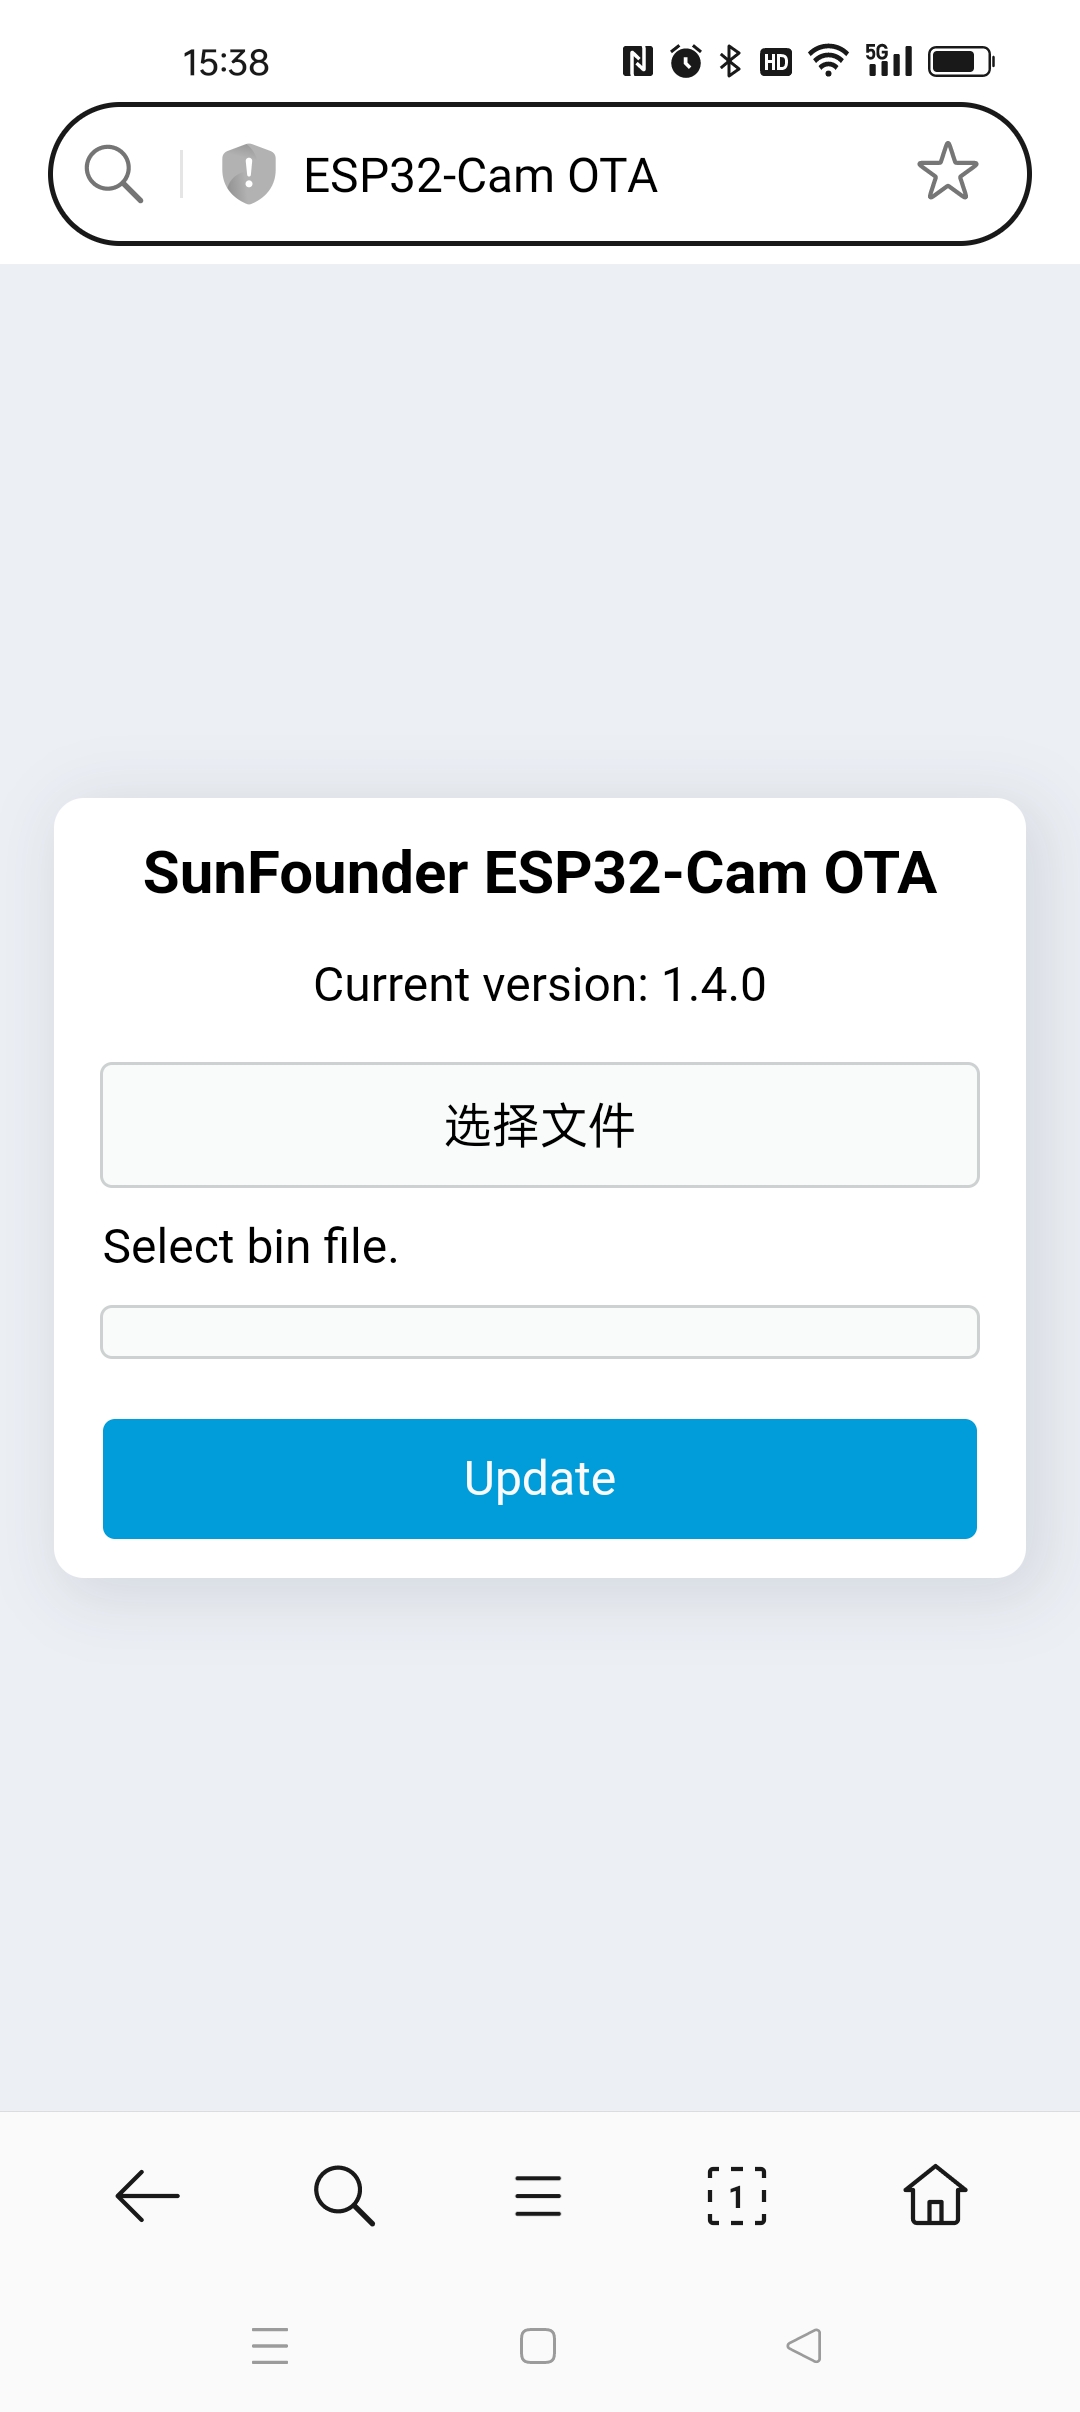 15:38
HD
5G
ESP32-Cam OTA
SunFounder ESP32-Cam OTA
Current version: 1.4.0
选择文件
Select bin file.
Update
1